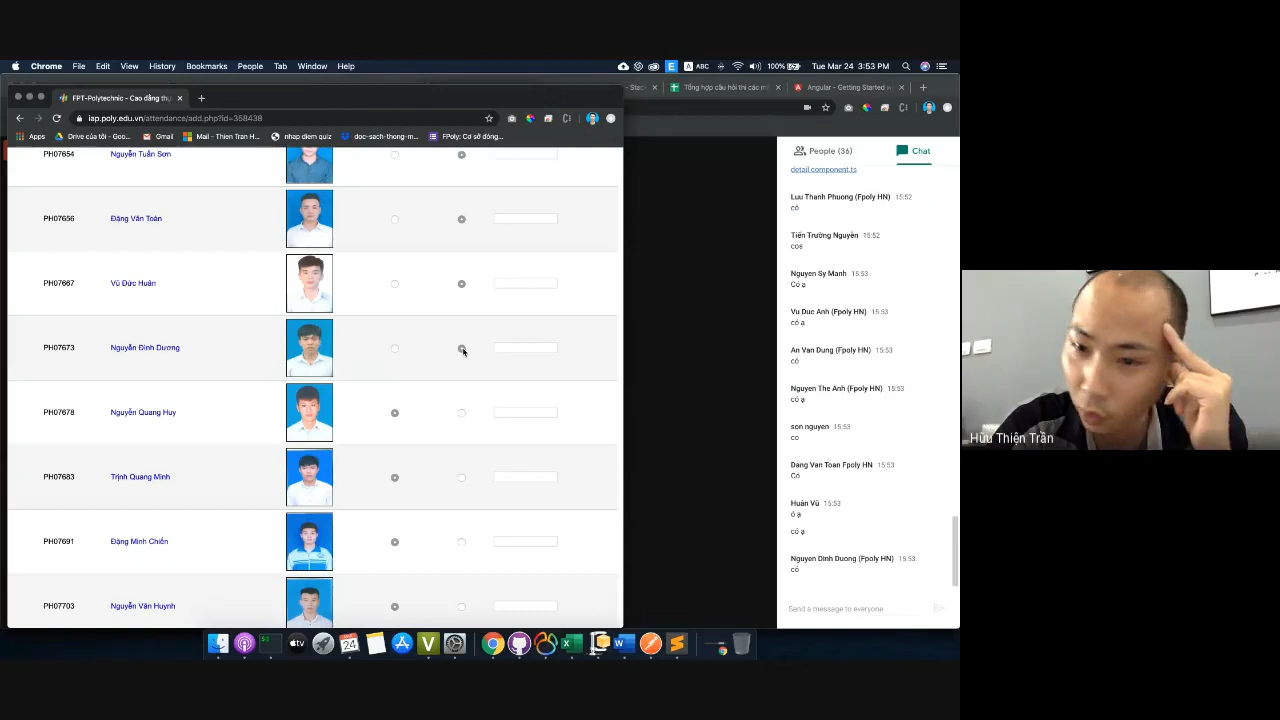 Chrome File Edit View History Bookmarks People Tab Window Help
ABC 100% Tue Mar 24 3:53 PM
FPT-Polytechnic - Cao đẳng thự
Tổng hợp câu hỏi thi các mô
Angular - Getting Started w
iap.poly.edu.vn/attendance/add.php?id=358438
Apps Drive của tôi - Goo... Gmail Mail - Thien Tran H... nhap diem quiz doc-sach-thong-m... FPoly: Cơ sở đóng...
PH07654 Nguyễn Tuấn Sơn
PH07656 Đặng Văn Toán
PH07667 Vũ Đức Huân
PH07673 Nguyễn Đình Dương
PH07678 Nguyễn Quang Huy
PH07683 Trịnh Quang Minh
PH07691 Đặng Minh Chiến
PH07703 Nguyễn Văn Huynh
People (36) Chat
detail.component.ts
Luu Thanh Phuong (Fpoly HN) 15:52
có
Tiến Trường Nguyễn 15:52
cos
Nguyen Sy Manh 15:53
Có ạ
Vu Duc Anh (Fpoly HN) 15:53
có ạ
An Van Dung (Fpoly HN) 15:53
có
Nguyen The Anh (Fpoly HN) 15:53
có ạ
son nguyen 15:53
co
Dang Van Toan Fpoly HN 15:53
Có
Huân Vũ 15:53
ó ạ
có ạ
Nguyen Dinh Duong (Fpoly HN) 15:53
có
Send a message to everyone
Hữu Thiện Trần
24